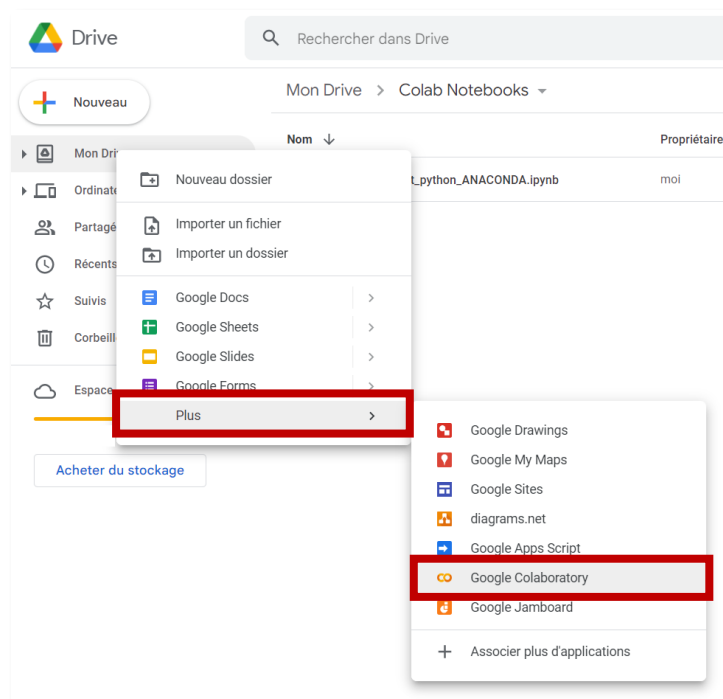 Drive
Rechercher dans Drive
Nouveau
Mon Drive > Colab Notebooks
Nom
Propriétaire
Mon Dri
t_python_ANACONDA.ipynb
moi
Ordinate
Partagé
Récents
Suivis
Corbeill
Espace
Acheter du stockage
Nouveau dossier
Importer un fichier
Importer un dossier
Google Docs
Google Sheets
Google Slides
Google Forms
Plus
Google Drawings
Google My Maps
Google Sites
diagrams.net
Google Apps Script
Google Colaboratory
Google Jamboard
Associer plus d'applications